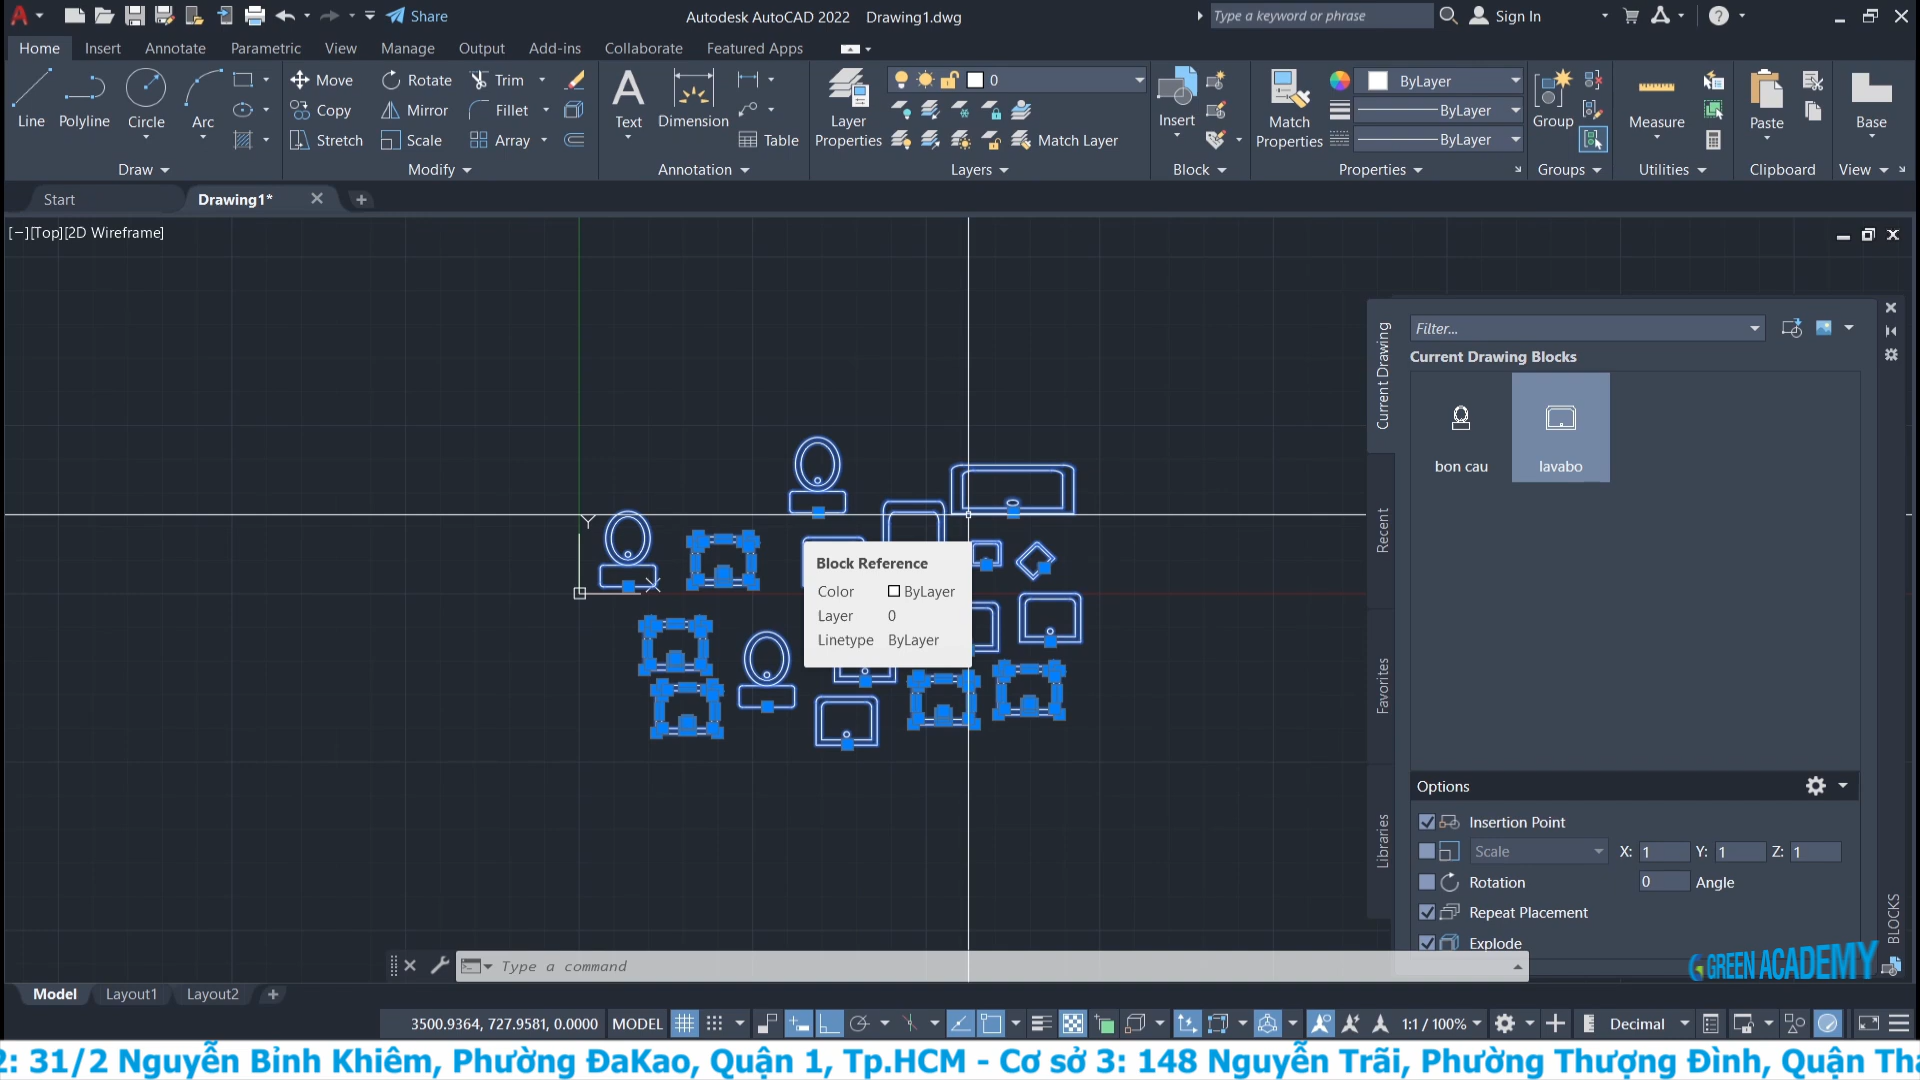 Share
Autodesk AutoCAD 2022 Drawing1.dwg
Type a keyword or phrase
Sign In
Home Insert Annotate Parametric View Manage Output Add-ins Collaborate Featured Apps
Line Polyline Circle Arc
Move Rotate Trim
Copy Mirror Fillet
Stretch Scale Array
Text Dimension Table
Layer Properties
0
Match Layer
Insert
Match Properties
ByLayer
ByLayer
ByLayer
Group Measure Paste Base
Draw Modify Annotation Layers Block Properties Groups Utilities Clipboard View
Start Drawing1*
[−][Top][2D Wireframe]
Y
X
Block Reference
Color ByLayer
Layer 0
Linetype ByLayer
Current Drawing
Recent
Favorites
Libraries
Filter...
Current Drawing Blocks
bon cau lavabo
Options
Insertion Point
Scale X: 1 Y: 1 Z: 1
Rotation 0 Angle
Repeat Placement
Explode
BLOCKS
GREEN ACADEMY
Type a command
Model Layout1 Layout2
3500.9364, 727.9581, 0.0000 MODEL 1:1 / 100% Decimal
2: 31/2 Nguyễn Bỉnh Khiêm, Phường ĐaKao, Quận 1, Tp.HCM - Cơ sở 3: 148 Nguyễn Trãi, Phường Thượng Đình, Quận Tha